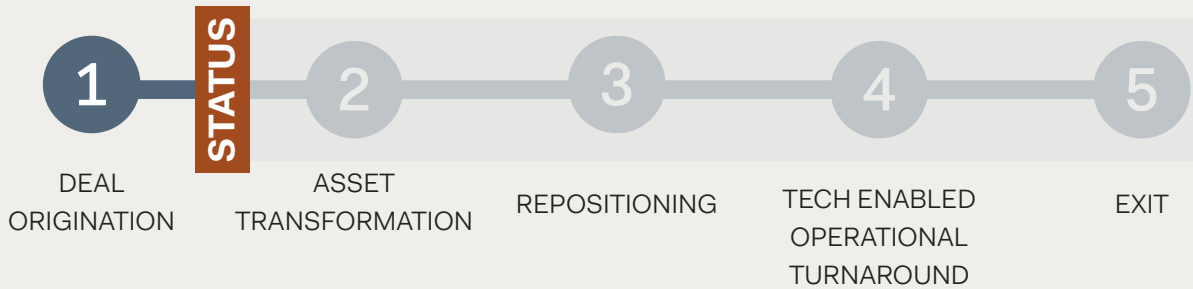 1
STATUS
2
3
4
5
DEAL
ORIGINATION
ASSET
TRANSFORMATION
REPOSITIONING
TECH ENABLED
OPERATIONAL
TURNAROUND
EXIT